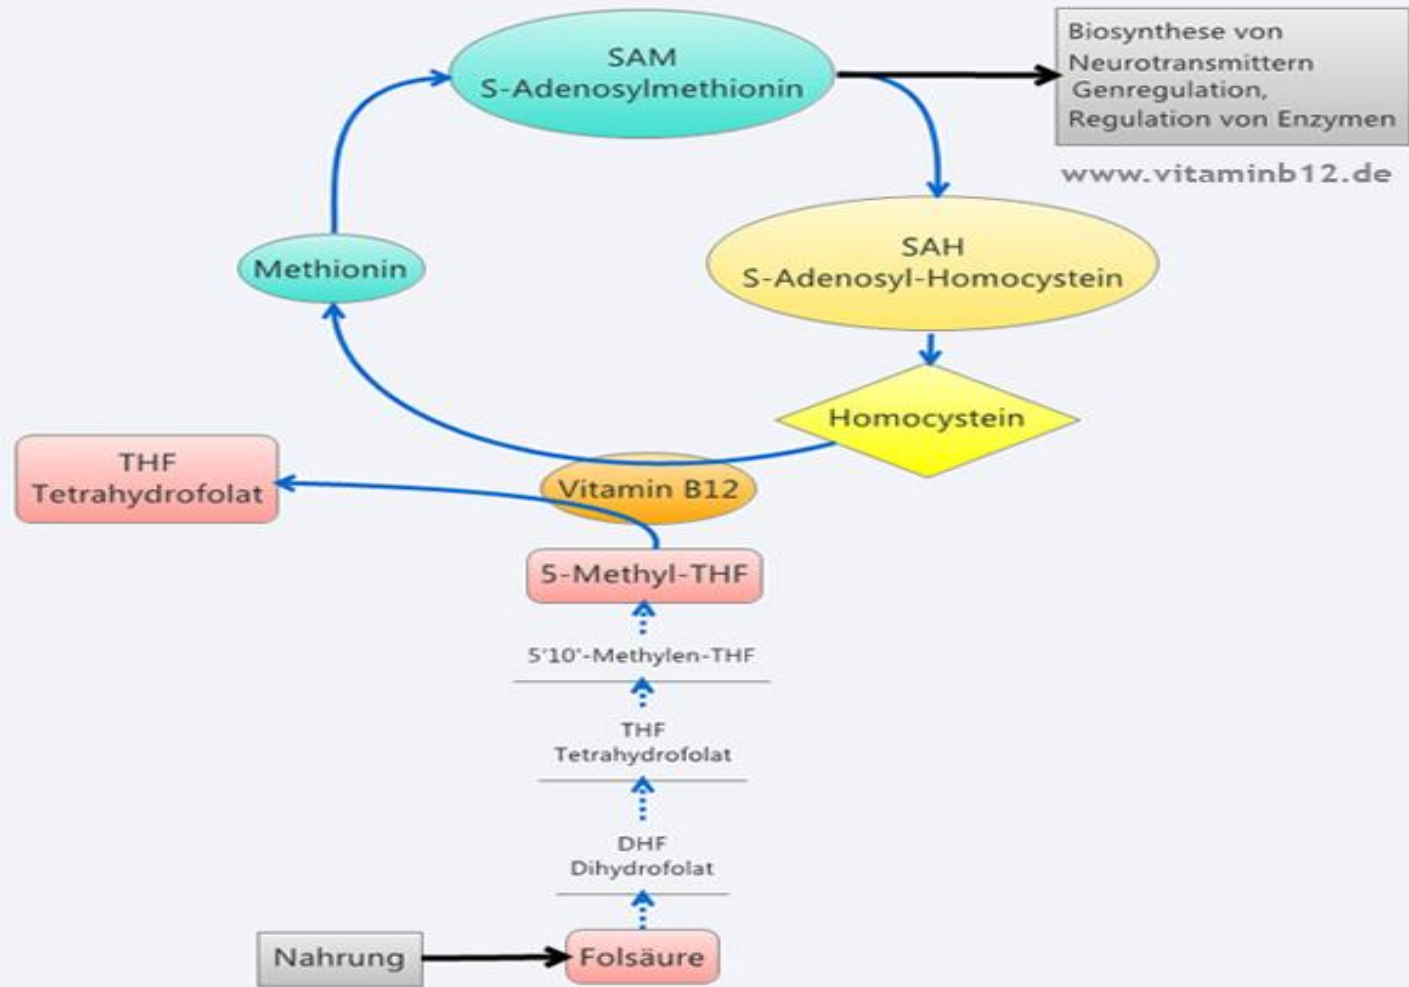 SAM
S-Adenosylmethionin
Biosynthese von
Neurotransmittern
Genregulation,
Regulation von Enzymen
www.vitaminb12.de
Methionin
SAH
S-Adenosyl-Homocystein
Homocystein
THF
Tetrahydrofolat
Vitamin B12
5-Methyl-THF
5'10'-Methylen-THF
THF
Tetrahydrofolat
DHF
Dihydrofolat
Nahrung
Folsäure